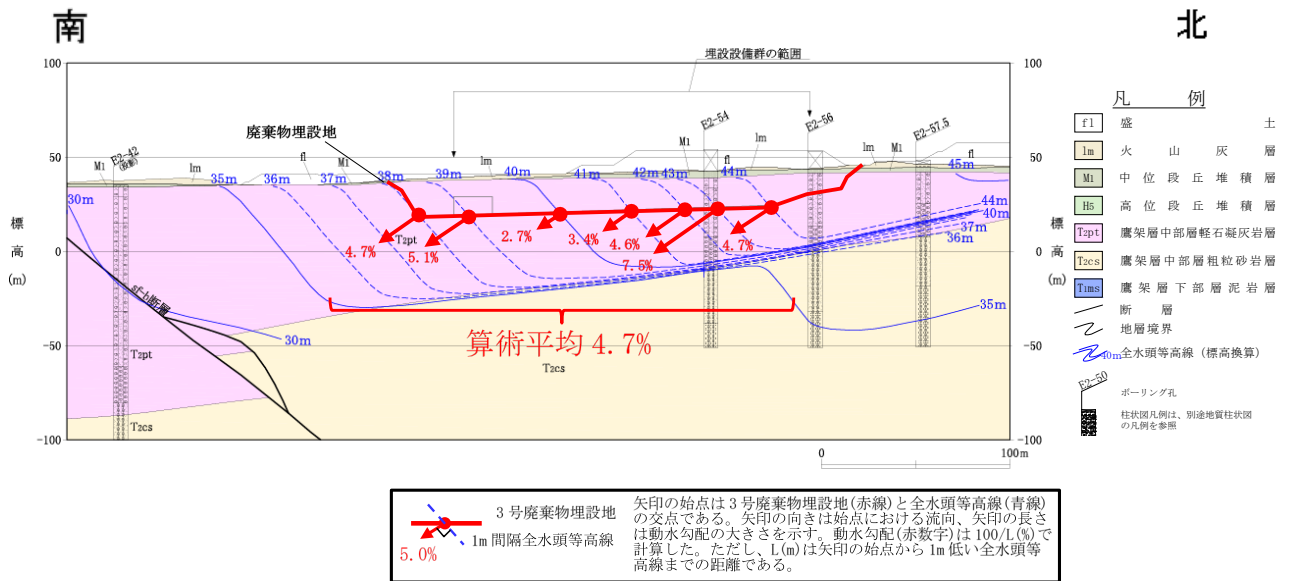 南
北
埋設設備群の範囲
廃棄物埋設地
100
50
0
-50
-100
標
高
(m)
100
50
0
-50
-100
標
高
(m)
M1
E2-42
lm
fl
M1
lm
E2-54
M1
fl
lm
E2-56
lm
M1
E2-57.5
fl
30m
35m
36m
37m
38m
39m
40m
41m
42m
43m
44m
45m
44m
40m
37m
36m
35m
30m
4.7%
5.1%
2.7%
3.4%
4.6%
7.5%
4.7%
T2pt
sf-b断層
算術平均 4.7%
T2pt
T2cs
T2cs
0
100m
凡 例
fl 盛 土
lm 火 山 灰 層
M1 中 位 段 丘 堆 積 層
H5 高 位 段 丘 堆 積 層
T2pt 鷹架層中部層軽石凝灰岩層
T2cs 鷹架層中部層粗粒砂岩層
T1ms 鷹 架 層 下 部 層 泥 岩 層
断 層
地層境界
40m 全水頭等高線（標高換算）
E2-50
ボーリング孔
柱状図凡例は、別途地質柱状図
の凡例を参照
3 号廃棄物埋設地
1m 間隔全水頭等高線
5.0%
矢印の始点は 3 号廃棄物埋設地(赤線)と全水頭等高線(青線)
の交点である。矢印の向きは始点における流向、矢印の長さ
は動水勾配の大きさを示す。動水勾配(赤数字)は 100/L(%)で
計算した。ただし、L(m)は矢印の始点から 1m 低い全水頭等
高線までの距離である。